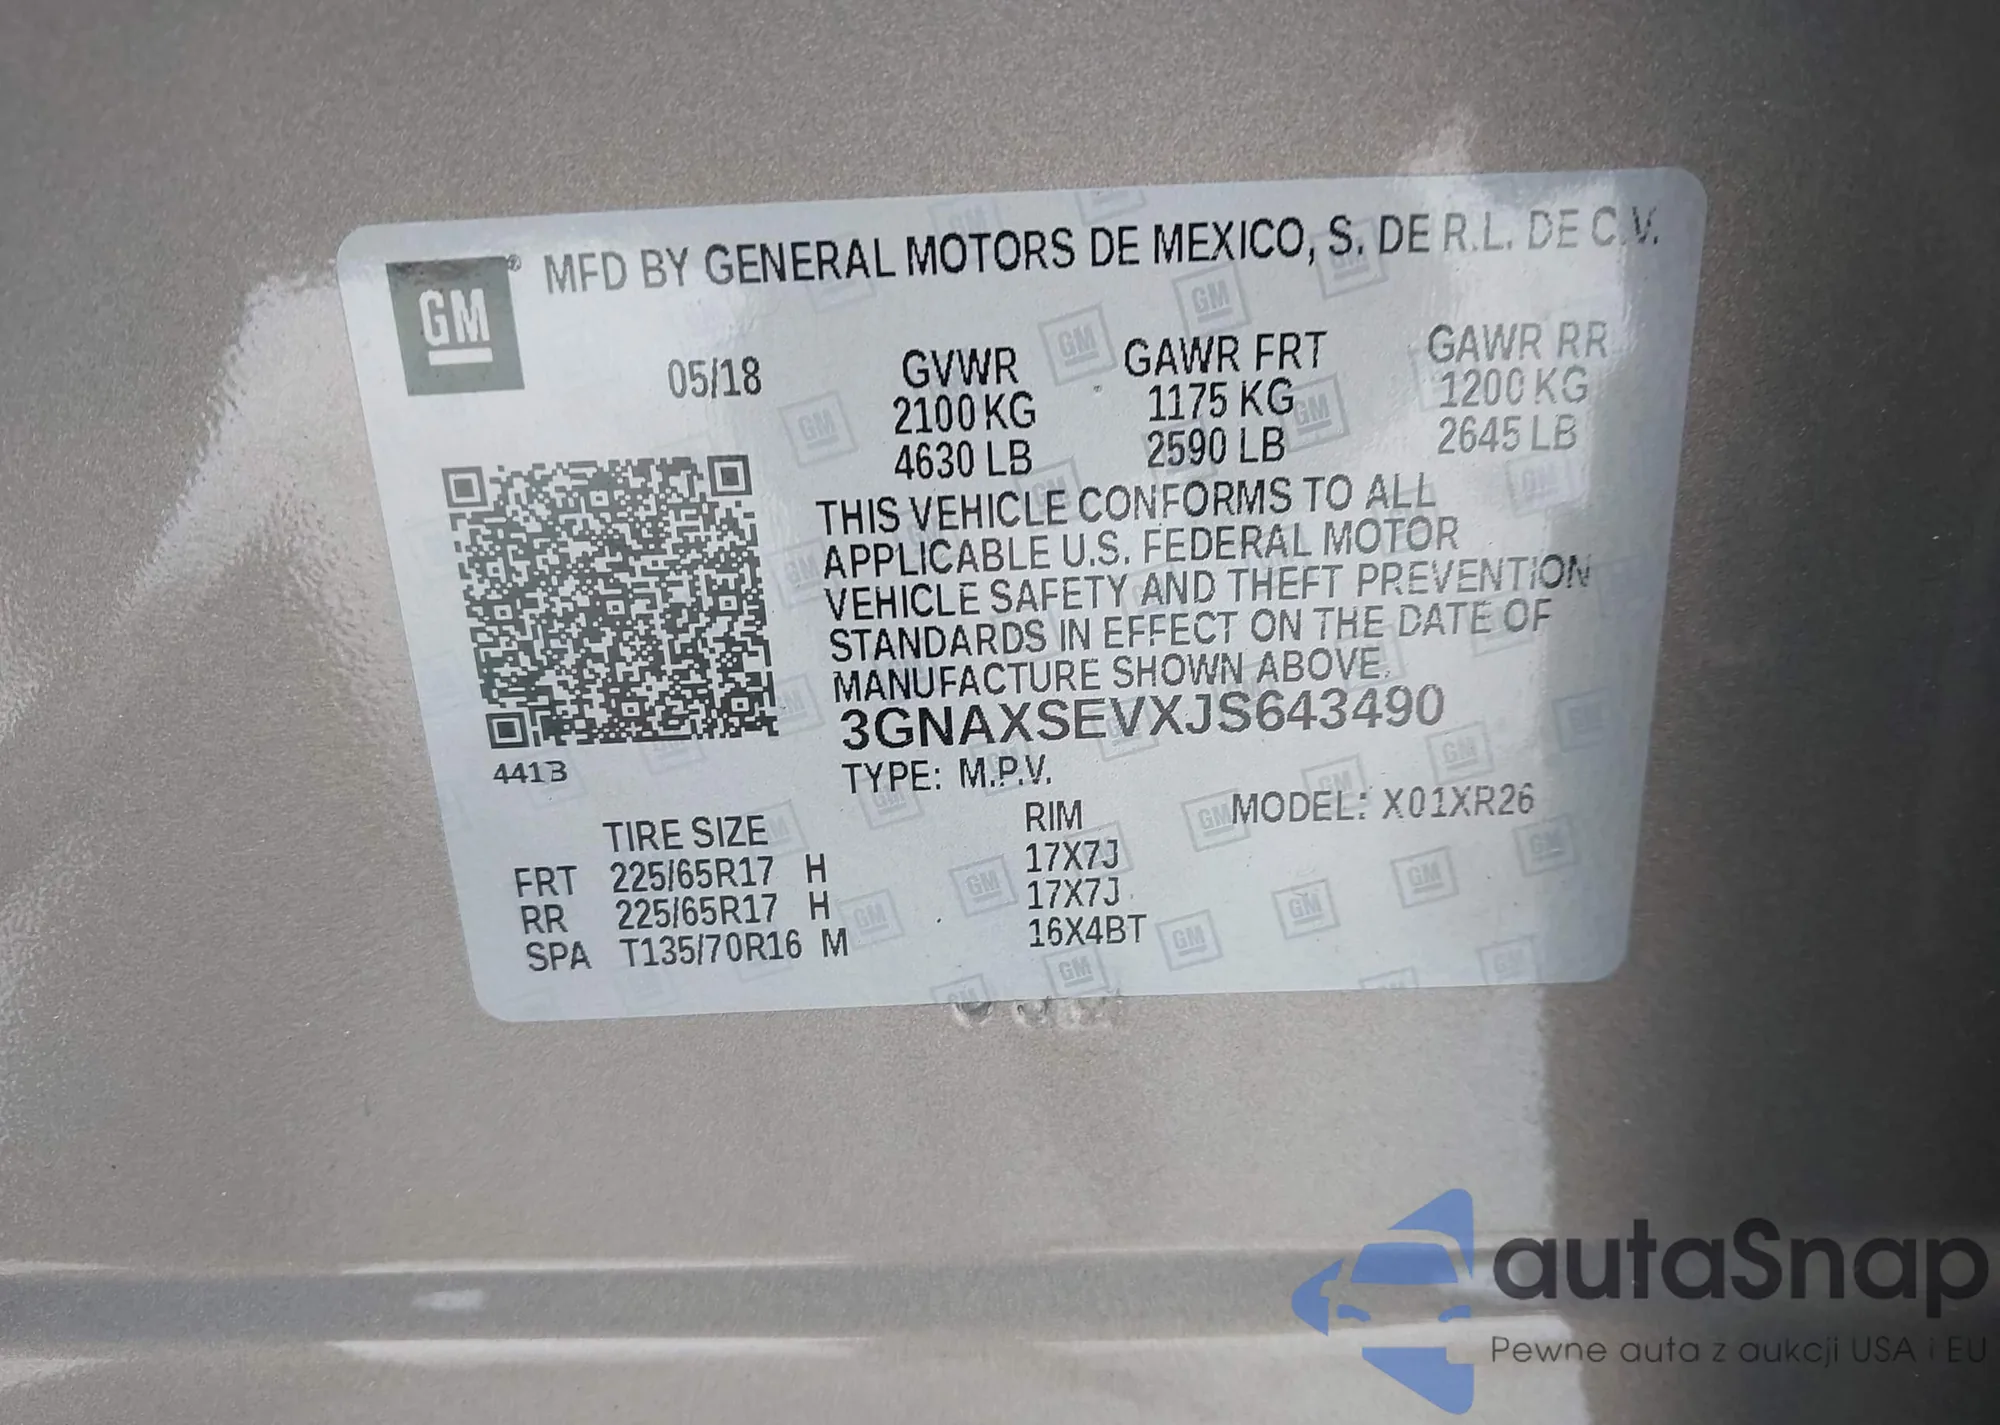 GM® MFD BY GENERAL MOTORS DE MEXICO, S. DE R.L. DE C.V.
05/18 GVWR GAWR FRT GAWR RR
2100 KG 1175 KG 1200 KG
4630 LB 2590 LB 2645 LB
THIS VEHICLE CONFORMS TO ALL
APPLICABLE U.S. FEDERAL MOTOR
VEHICLE SAFETY AND THEFT PREVENTION
STANDARDS IN EFFECT ON THE DATE OF
MANUFACTURE SHOWN ABOVE.
3GNAXSEVXJS643490
4413
TYPE: M.P.V.
MODEL: X01XR26
TIRE SIZE RIM
FRT 225/65R17 H 17X7J
RR 225/65R17 H 17X7J
SPA T135/70R16 M 16X4BT
autaSnap
Pewne auta z aukcji USA i EU